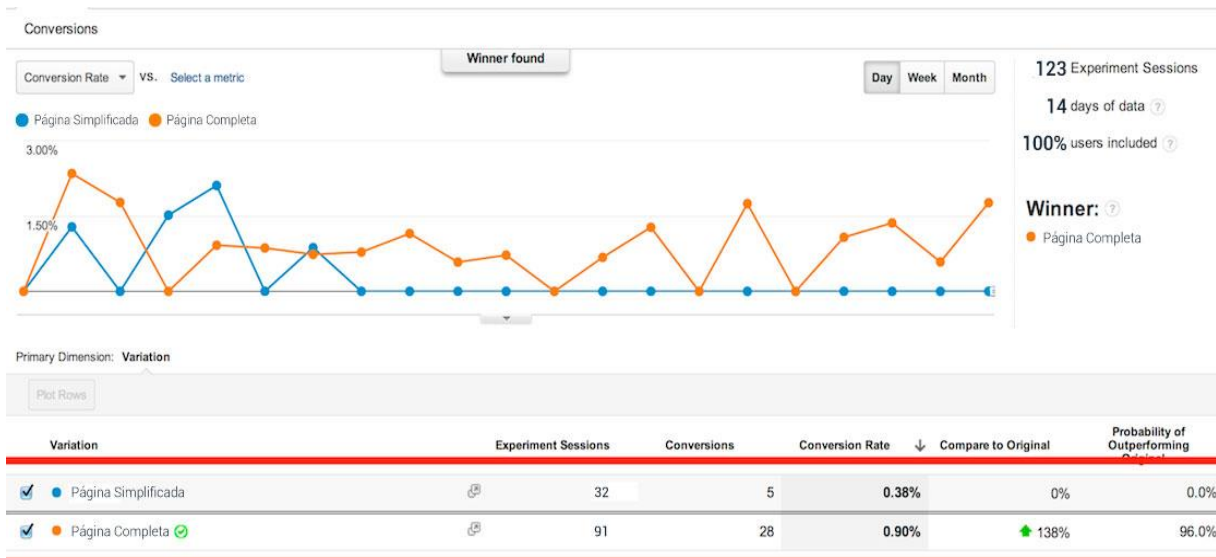 Conversions
Winner found
Conversion Rate VS. Select a metric
Day Week Month
Página Simplificada Página Completa
3.00%
1.50%
123 Experiment Sessions
14 days of data ?
100% users included ?
Winner: ?
Página Completa
Primary Dimension: Variation
Plot Rows
Variation Experiment Sessions Conversions Conversion Rate Compare to Original Probability of Outperforming Original
Página Simplificada 32 5 0.38% 0% 0.0%
Página Completa 91 28 0.90% 138% 96.0%